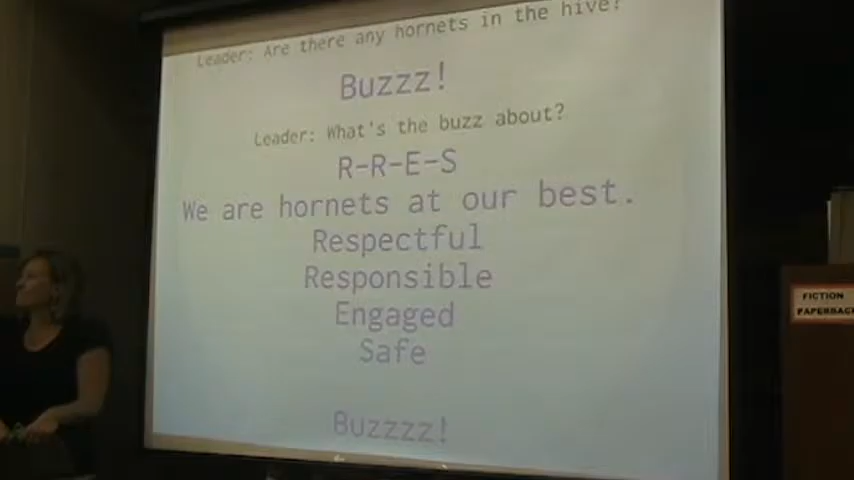 Leader: Are there any hornets in the hive?
Buzzz!
Leader: What's the buzz about?
R-R-E-S
We are hornets at our best.
Respectful
Responsible
Engaged
Safe
Buzzzz!
FICTION
PAPERBACK